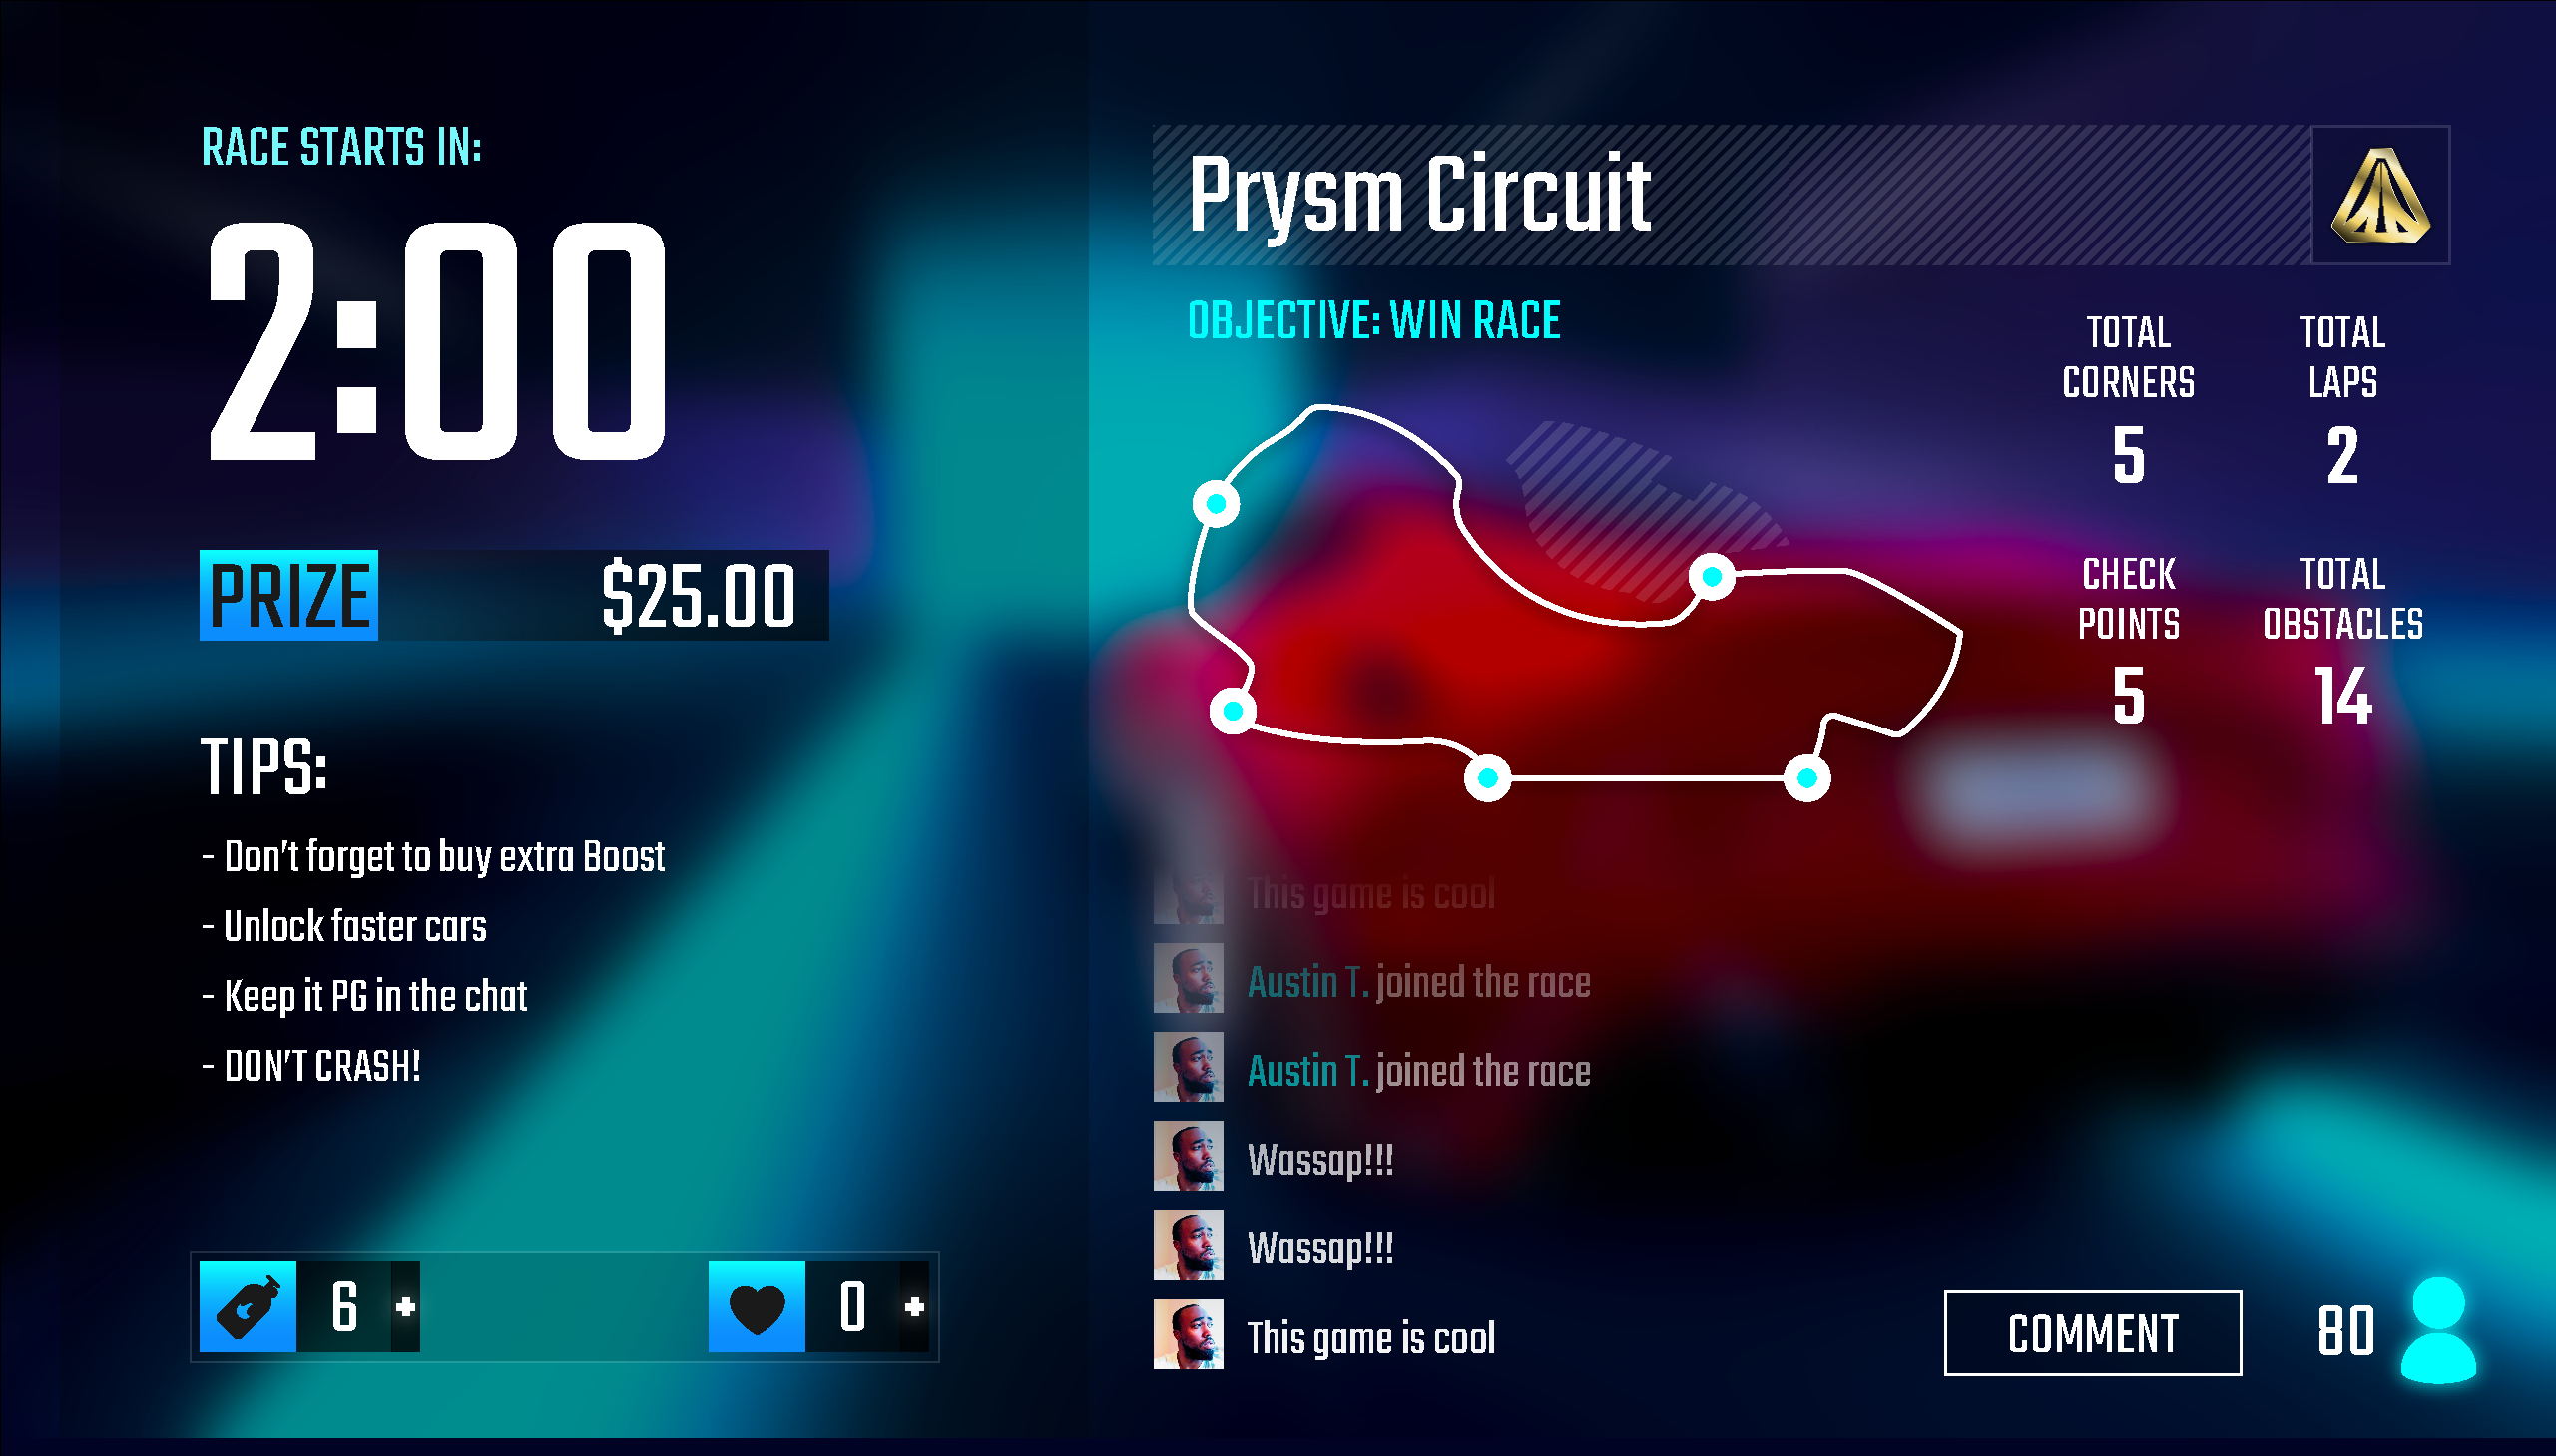 RACE STARTS IN:
2:00
PRIZE
$25.00
TIPS:
- Don't forget to buy extra Boost
- Unlock faster cars
- Keep it PG in the chat
- DON'T CRASH!
6 +
0 +
Prysm Circuit
OBJECTIVE: WIN RACE
TOTAL
CORNERS
5
TOTAL
LAPS
2
CHECK
POINTS
5
TOTAL
OBSTACLES
14
This game is cool
Austin T. joined the race
Austin T. joined the race
Wassap!!!
Wassap!!!
This game is cool
COMMENT
80